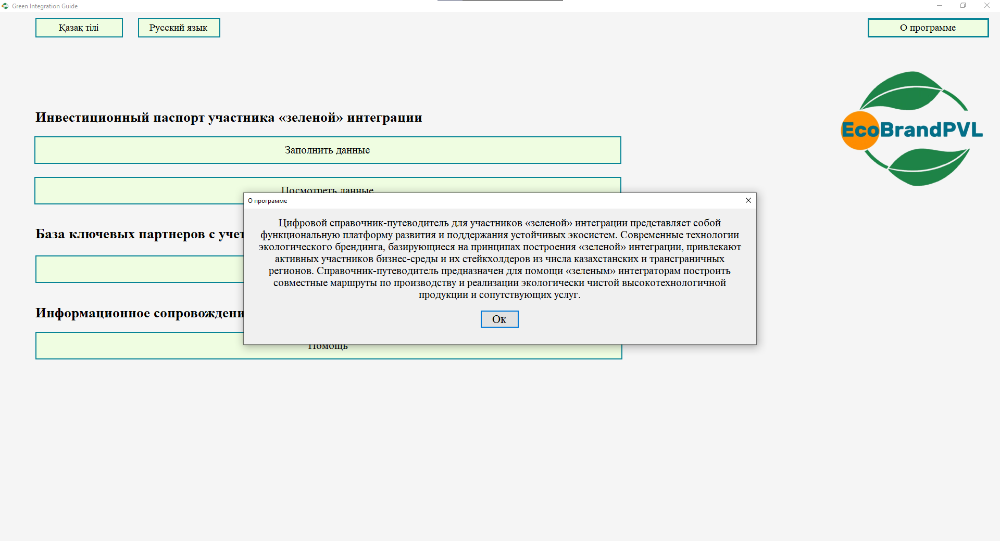 Green Integration Guide
Қазақ тілі
Русский язык
О программе
EcoBrandPVL
Инвестиционный паспорт участника «зеленой» интеграции
Заполнить данные
Посмотреть данные
База ключевых партнеров с
Информационное
Помощь
О программе
Цифровой справочник-путеводитель для участников «зеленой» интеграции представляет собой
функциональную платформу развития и поддержания устойчивых экосистем. Современные технологии
экологического брендинга, базирующиеся на принципах построения «зеленой» интеграции, привлекают
активных участников бизнес-среды и их стейкхолдеров из числа казахстанских и трансграничных
регионов. Справочник-путеводитель предназначен для помощи «зеленым» интеграторам построить
совместные маршруты по производству и реализации экологически чистой высокотехнологичной
продукции и сопутствующих услуг.
Ок